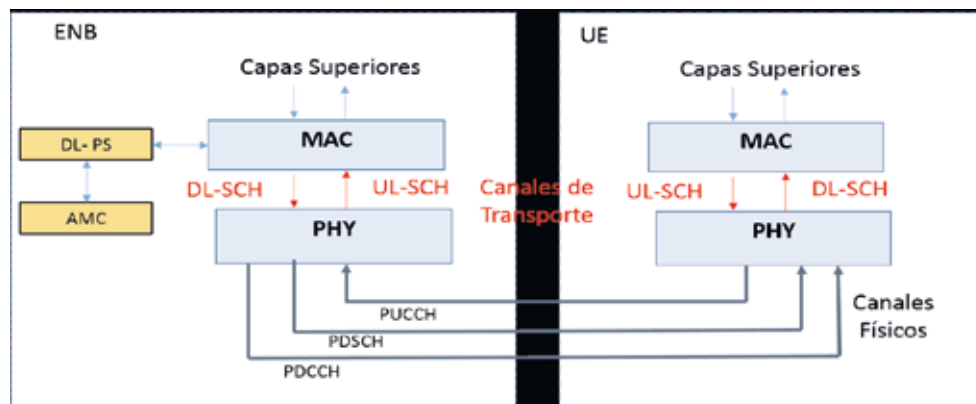 ENB
Capas Superiores
DL- PS
AMC
MAC
DL-SCH
UL-SCH
PHY
Canales de
Transporte
UE
Capas Superiores
MAC
UL-SCH
DL-SCH
PHY
PUCCH
PDSCH
PDCCH
Canales
Físicos